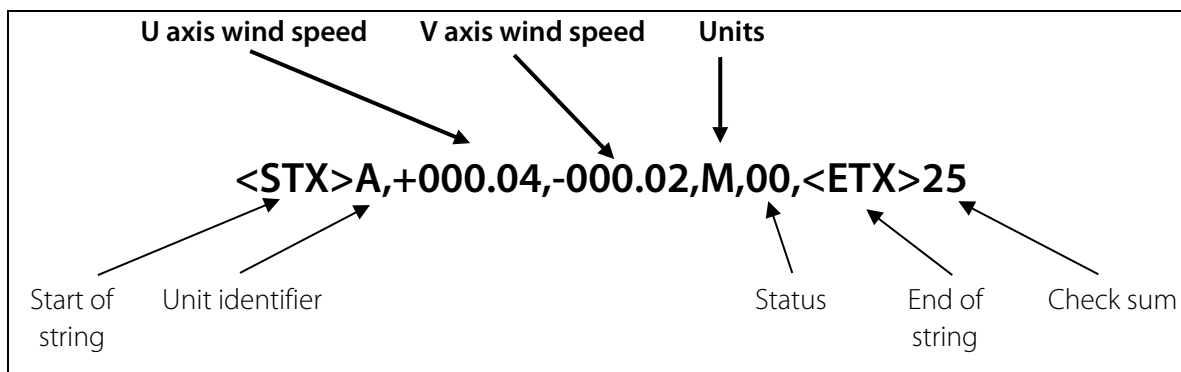 U axis wind speed V axis wind speed Units
<STX>A,+000.04,-000.02,M,00,<ETX>25
Start of string
Unit identifier
Status
End of string
Check sum